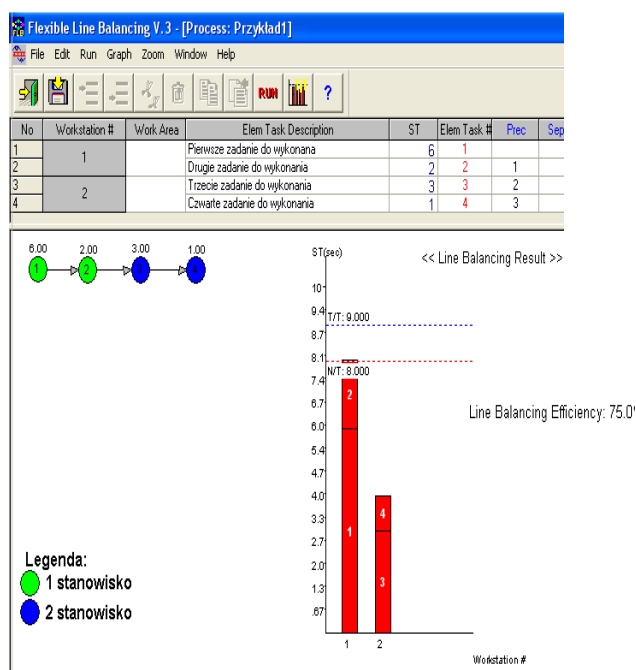 Flexible Line Balancing V.3 - [Process: Przykład1]
File Edit Run Graph Zoom Window Help
RUN ?
No Workstation # Work Area Elem Task Description ST Elem Task # Prec Sep
1 1 Pierwsze zadanie do wykonana 6 1
2 Drugie zadanie do wykonania 2 2 1
3 2 Trzecie zadanie do wykonania 3 3 2
4 Czwarte zadanie do wykonania 1 4 3
6.00 2.00 3.00 1.00
1 2 3 4
ST(sec)
<< Line Balancing Result >>
10
9.4
T/T: 9.000
8.7
8.1
N/T: 8.000
7.4
6.7
6.0
5.4
4.7
4.0
3.3
2.7
2.0
1.3
.67
2
1
4
3
1 2
Workstation #
Line Balancing Efficiency: 75.0
Legenda:
1 stanowisko
2 stanowisko